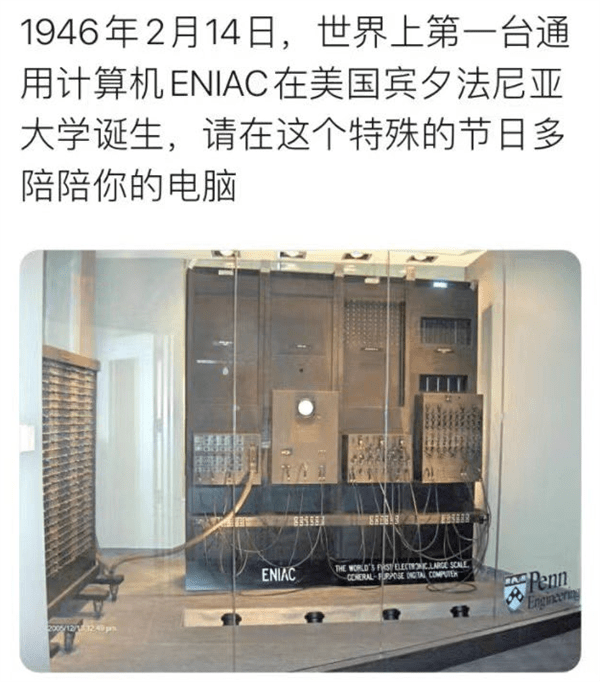 1946年2月14日，世界上第一台通
用计算机ENIAC在美国宾夕法尼亚
大学诞生，请在这个特殊的节日多
陪陪你的电脑
ENIAC
THE WORLD'S FIRST ELECTRONIC, LARGE SCALE,
GENERAL-PURPOSE DIGITAL COMPUTER
Penn
Engineering